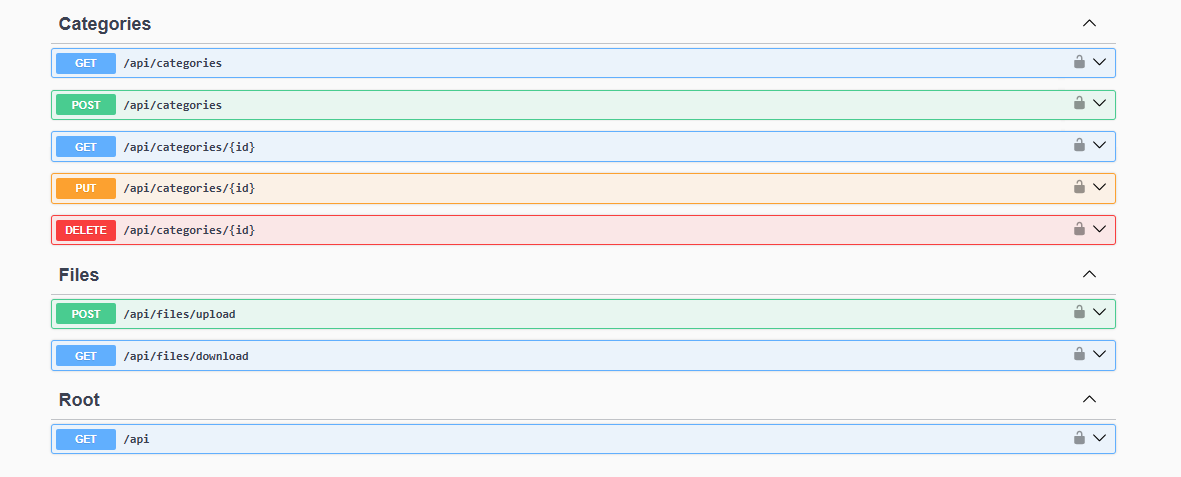 Categories
GET /api/categories
POST /api/categories
GET /api/categories/{id}
PUT /api/categories/{id}
DELETE /api/categories/{id}
Files
POST /api/files/upload
GET /api/files/download
Root
GET /api